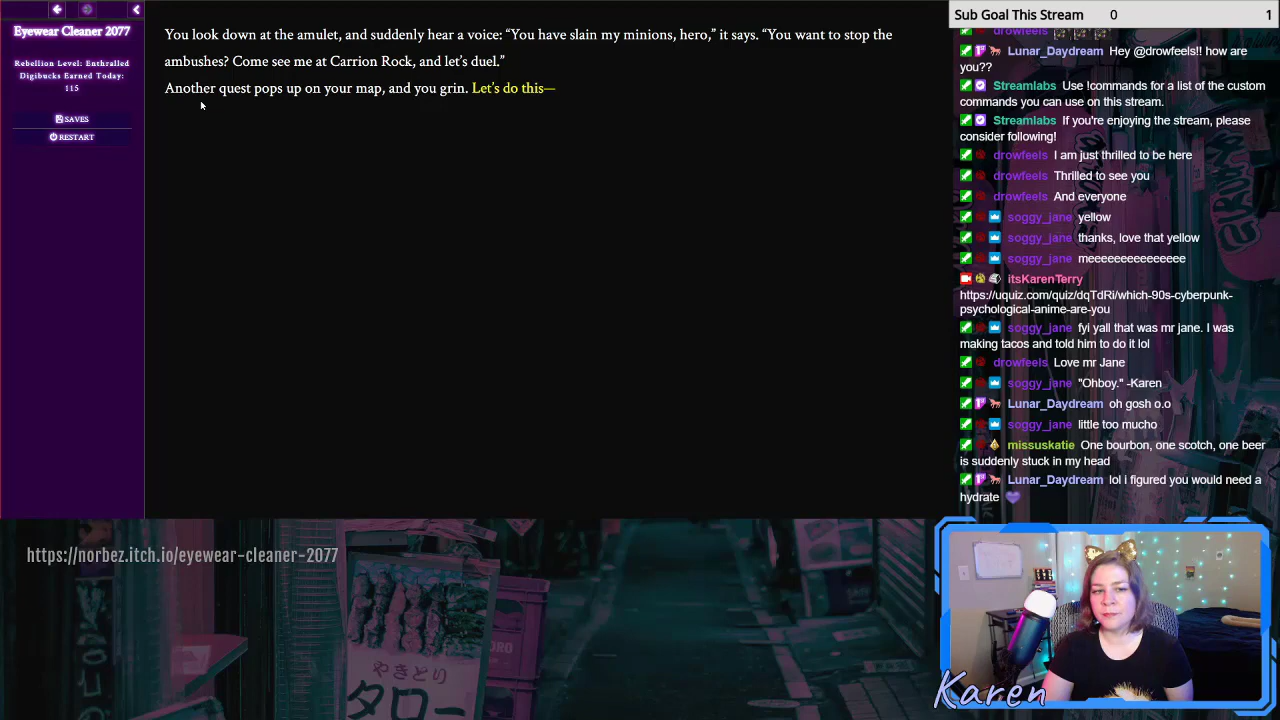 Eyewear Cleaner 2077
Rebellion Level: Enthralled
Digibucks Earned Today:
115
SAVES
RESTART
You look down at the amulet, and suddenly hear a voice: “You have slain my minions, hero,” it says. “You want to stop the
ambushes? Come see me at Carrion Rock, and let’s duel.”
Another quest pops up on your map, and you grin. Let’s do this—
Sub Goal This Stream 0 1
drowfeels
Lunar_Daydream Hey @drowfeels!! how are
you??
Streamlabs Use !commands for a list of the custom
commands you can use on this stream.
Streamlabs If you're enjoying the stream, please
consider following!
drowfeels I am just thrilled to be here
drowfeels Thrilled to see you
drowfeels And everyone
soggy_jane yellow
soggy_jane thanks, love that yellow
soggy_jane meeeeeeeeeeeeeee
itsKarenTerry
https://uquiz.com/quiz/dqTdRi/which-90s-cyberpunk-
psychological-anime-are-you
soggy_jane fyi yall that was mr jane. I was
making tacos and told him to do it lol
drowfeels Love mr Jane
soggy_jane "Ohboy." -Karen
Lunar_Daydream oh gosh o.o
soggy_jane little too mucho
missuskatie One bourbon, one scotch, one beer
is suddenly stuck in my head
Lunar_Daydream lol i figured you would need a
hydrate
https://norbez.itch.io/eyewear-cleaner-2077
やきとり
タロー
Karen